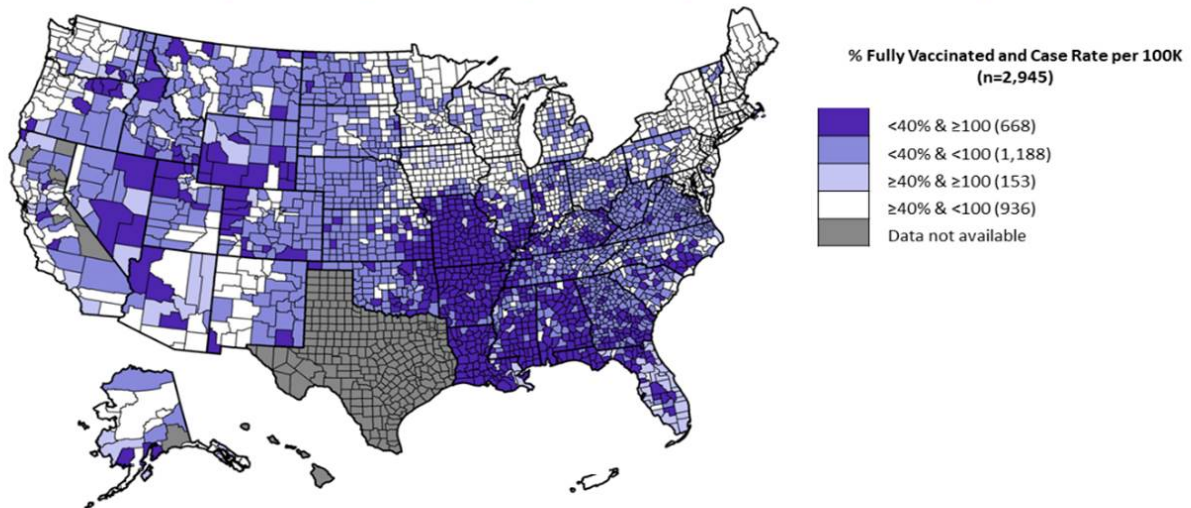 % Fully Vaccinated and Case Rate per 100K
(n=2,945)
<40% & ≥100 (668)
<40% & <100 (1,188)
≥40% & ≥100 (153)
≥40% & <100 (936)
Data not available